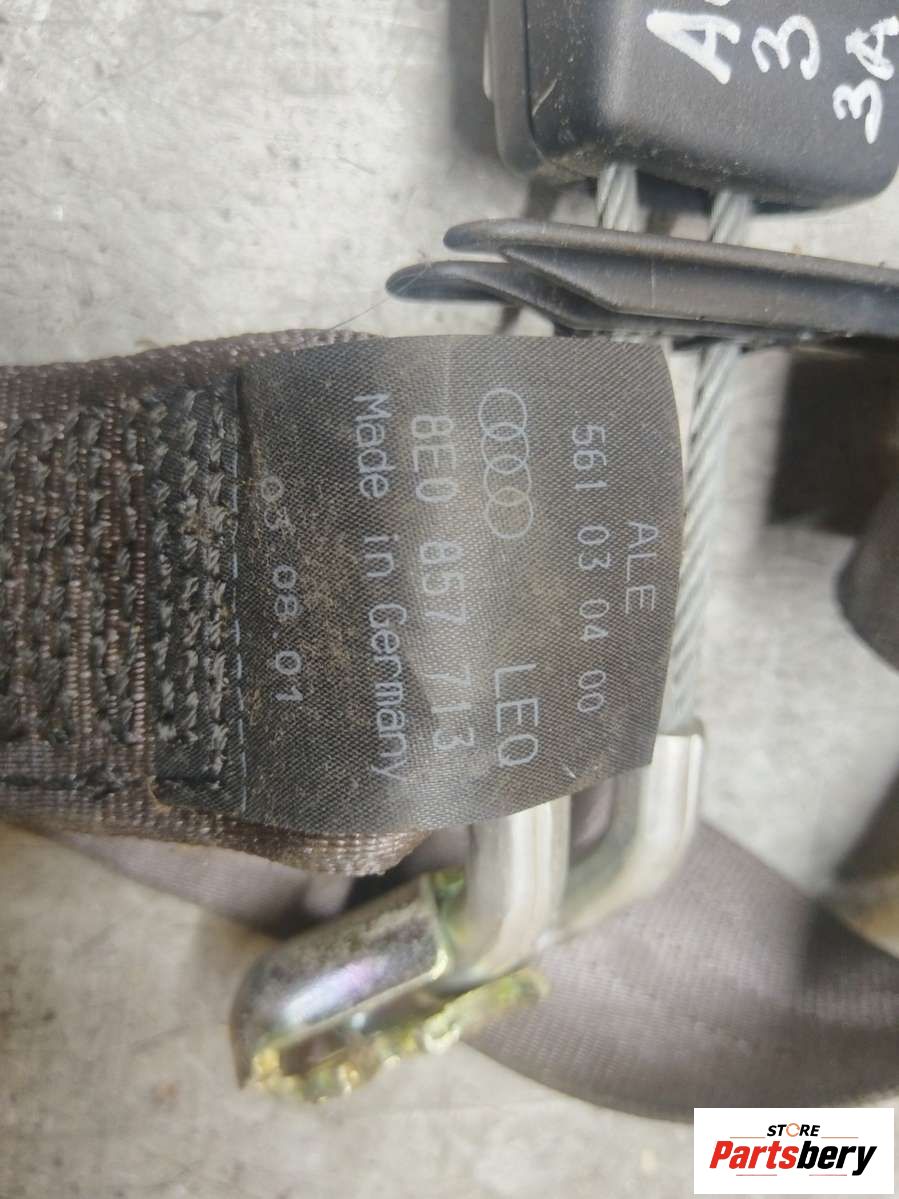 ALE
561 03 04 00
LEO
8E0 857 713
Made in Germany
03 08.01
3
3A
STORE
Partsbery